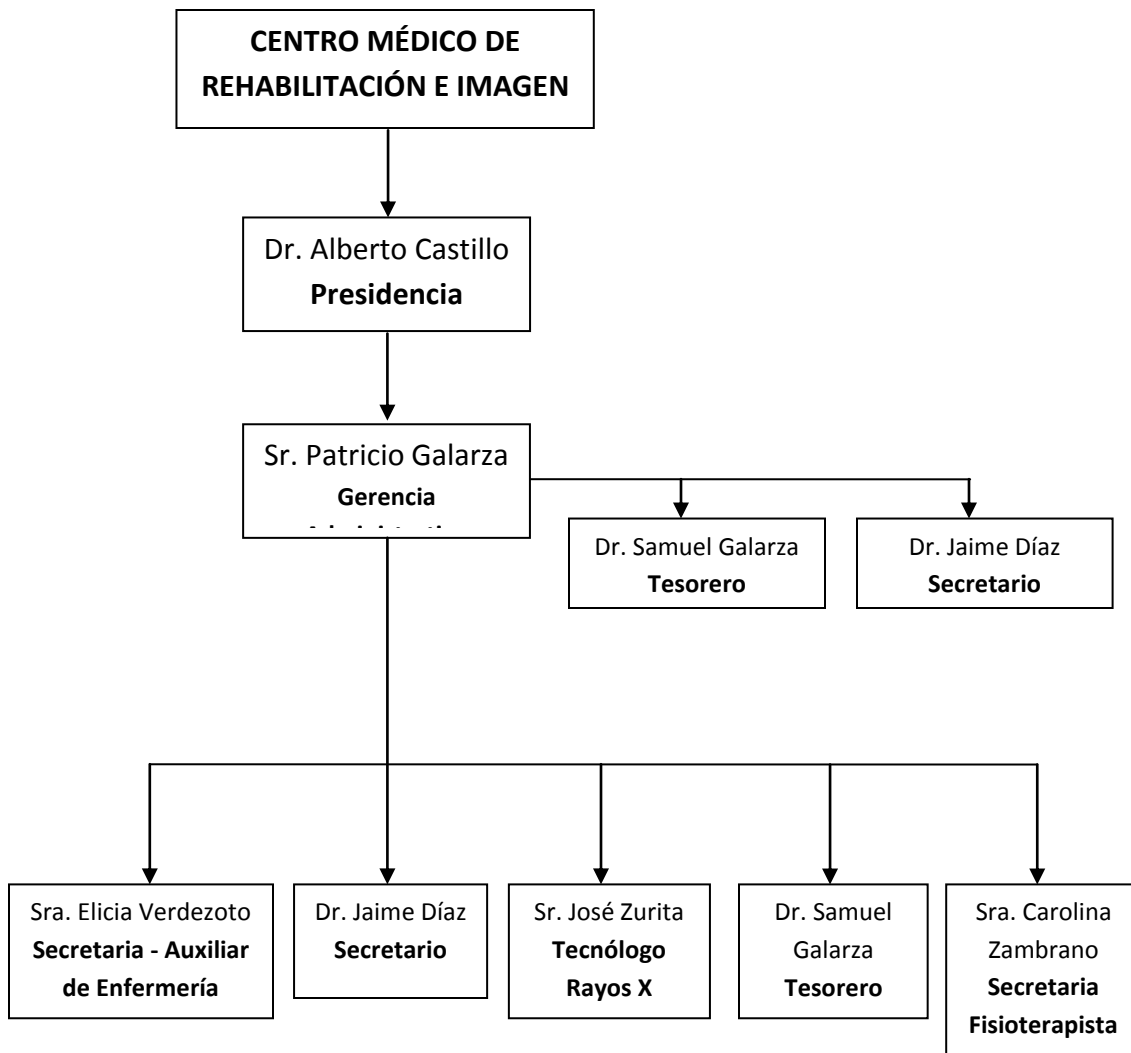 CENTRO MÉDICO DE
REHABILITACIÓN E IMAGEN
Dr. Alberto Castillo
Presidencia
Sr. Patricio Galarza
Gerencia
Dr. Samuel Galarza
Tesorero
Dr. Jaime Díaz
Secretario
Sra. Elicia Verdezoto
Secretaria - Auxiliar
de Enfermería
Dr. Jaime Díaz
Secretario
Sr. José Zurita
Tecnólogo
Rayos X
Dr. Samuel
Galarza
Tesorero
Sra. Carolina
Zambrano
Secretaria
Fisioterapista